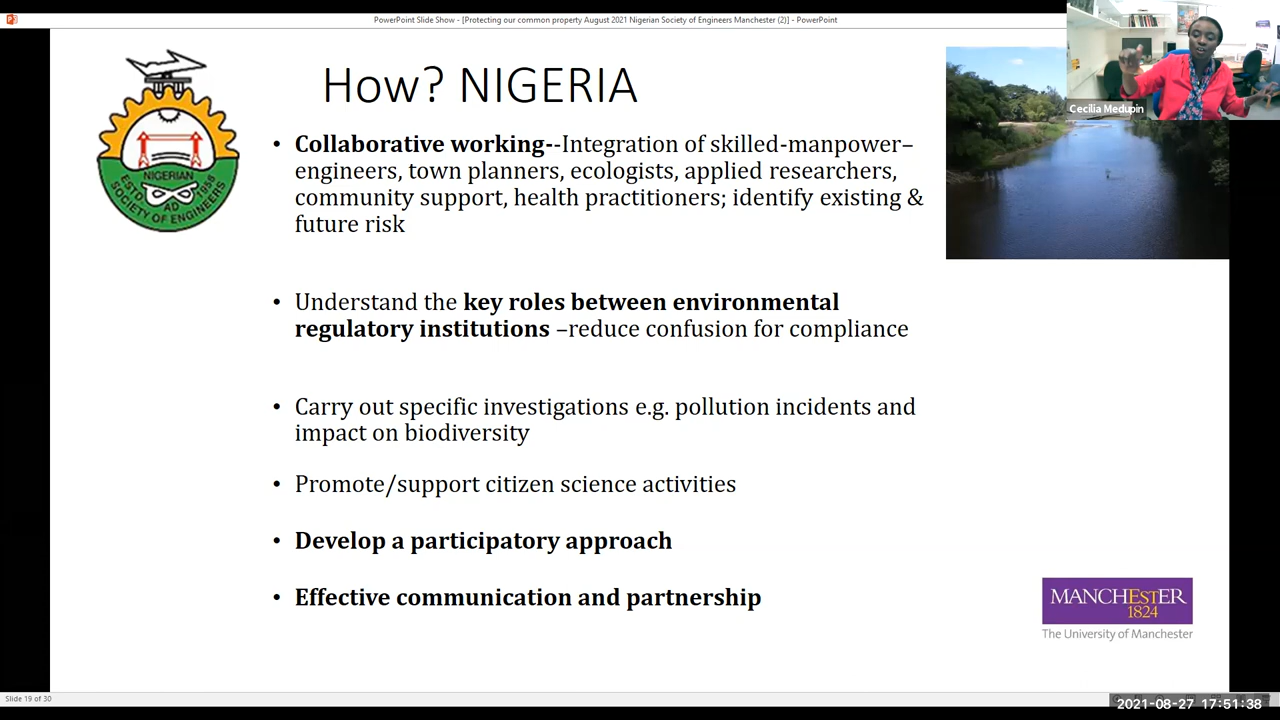 PowerPoint Slide Show - [Protecting our common property August 2021 Nigerian Society of Engineers Manchester (2)] - PowerPoint
Cecilia Medupin
How? NIGERIA
NIGERIAN
SOCIETY OF ENGINEERS
ESTD
AD
1958
• Collaborative working--Integration of skilled-manpower–
engineers, town planners, ecologists, applied researchers,
community support, health practitioners; identify existing &
future risk
• Understand the key roles between environmental
regulatory institutions –reduce confusion for compliance
• Carry out specific investigations e.g. pollution incidents and
impact on biodiversity
• Promote/support citizen science activities
• Develop a participatory approach
• Effective communication and partnership
MANCHESTER
1824
The University of Manchester
Slide 19 of 30
2021-08-27 17:51:38